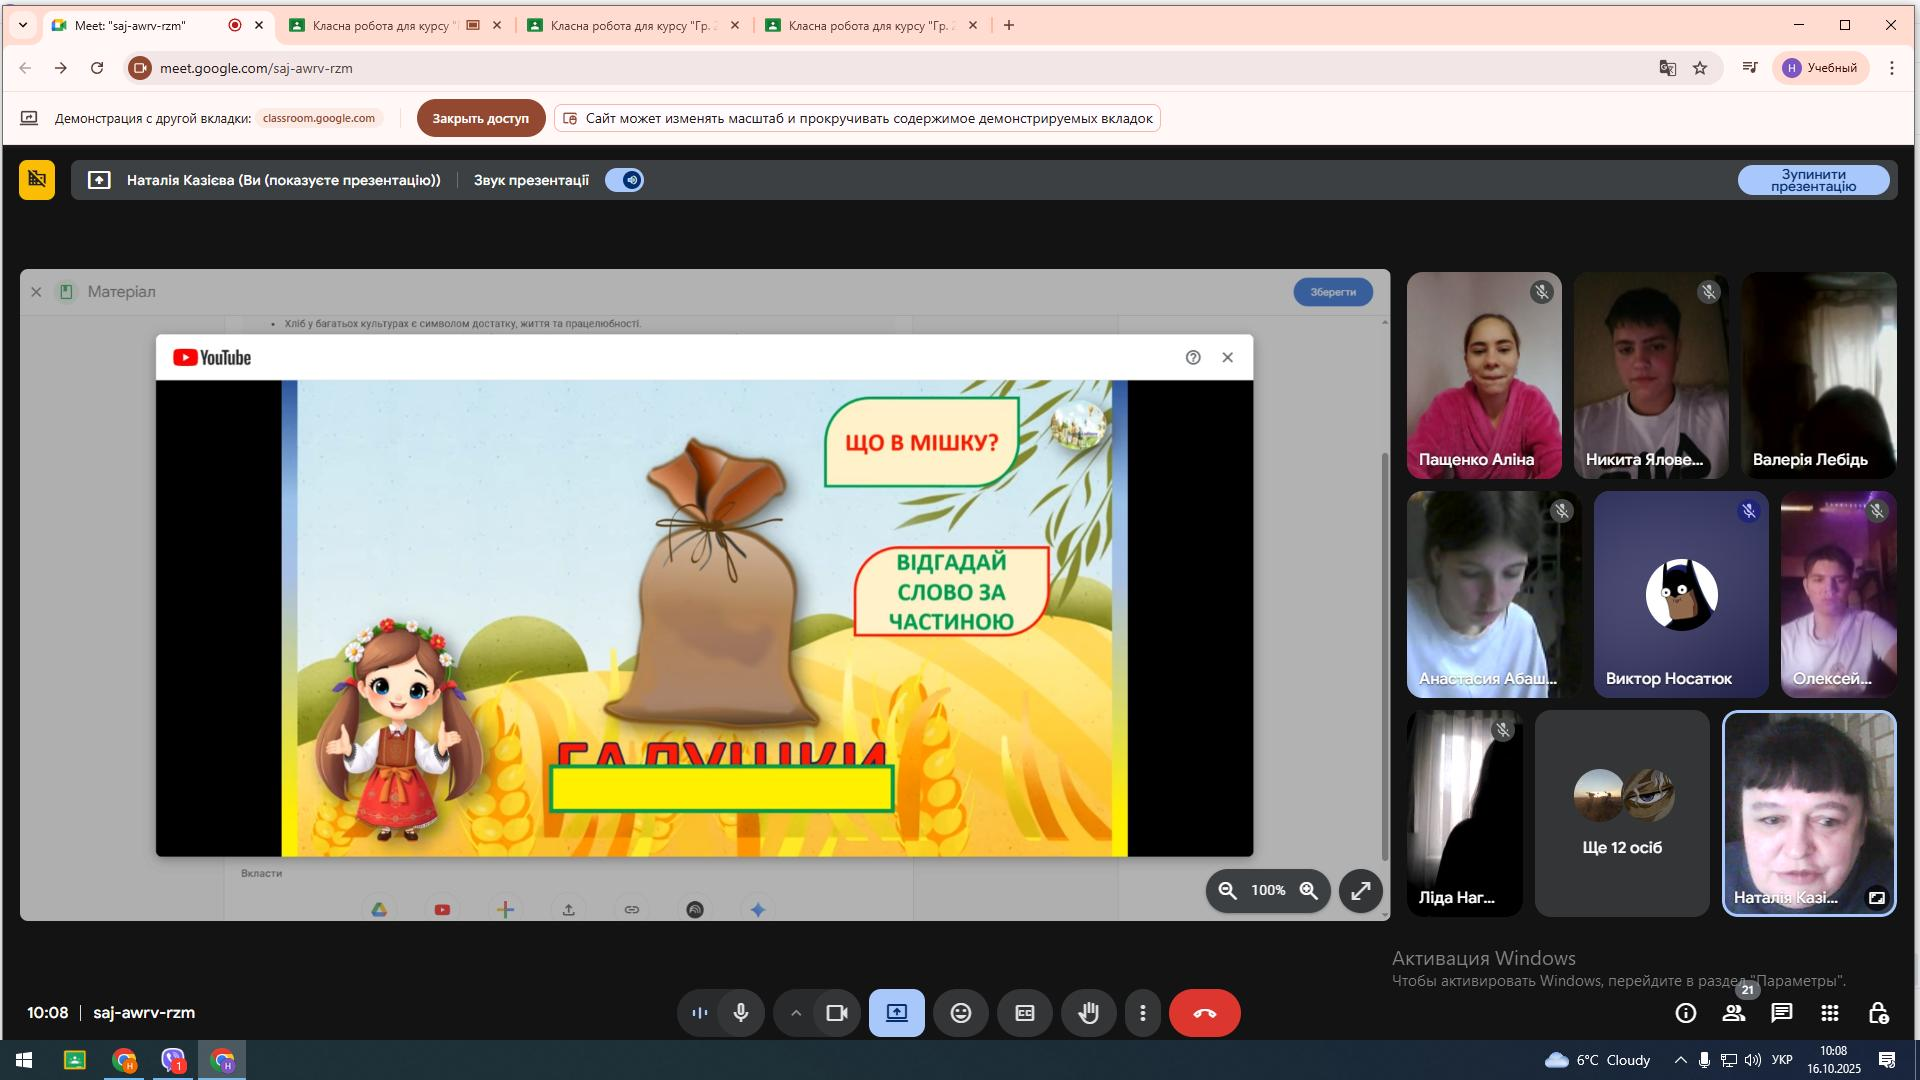 Meet: "saj-awrv-rzm"
Класна робота для курсу "
Класна робота для курсу "Гр. 2
Класна робота для курсу "Гр. 2
meet.google.com/saj-awrv-rzm
Н
Учебный
Демонстрация с другой вкладки:
classroom.google.com
Закрыть доступ
Сайт может изменять масштаб и прокручивать содержимое демонстрируемых вкладок
Наталія Казієва (Ви (показуєте презентацію))
Звук презентації
Зупинити
презентацію
Матеріал
Зберегти
Хліб у багатьох культурах є символом достатку, життя та працелюбності.
YouTube
ЩО В МІШКУ?
ВІДГАДАЙ
СЛОВО ЗА
ЧАСТИНОЮ
ГАЛУШКИ
Вкласти
100%
Пащенко Аліна
Никита Ялове...
Валерія Лебідь
Анастасия Абаш...
Виктор Носатюк
Олексей...
Ліда Наг...
Ще 12 осіб
Наталія Казі...
Активация Windows
Чтобы активировать Windows, перейдите в раздел "Параметры".
10:08
saj-awrv-rzm
CC
21
1
6°C Cloudy
УКР
10:08
16.10.2025